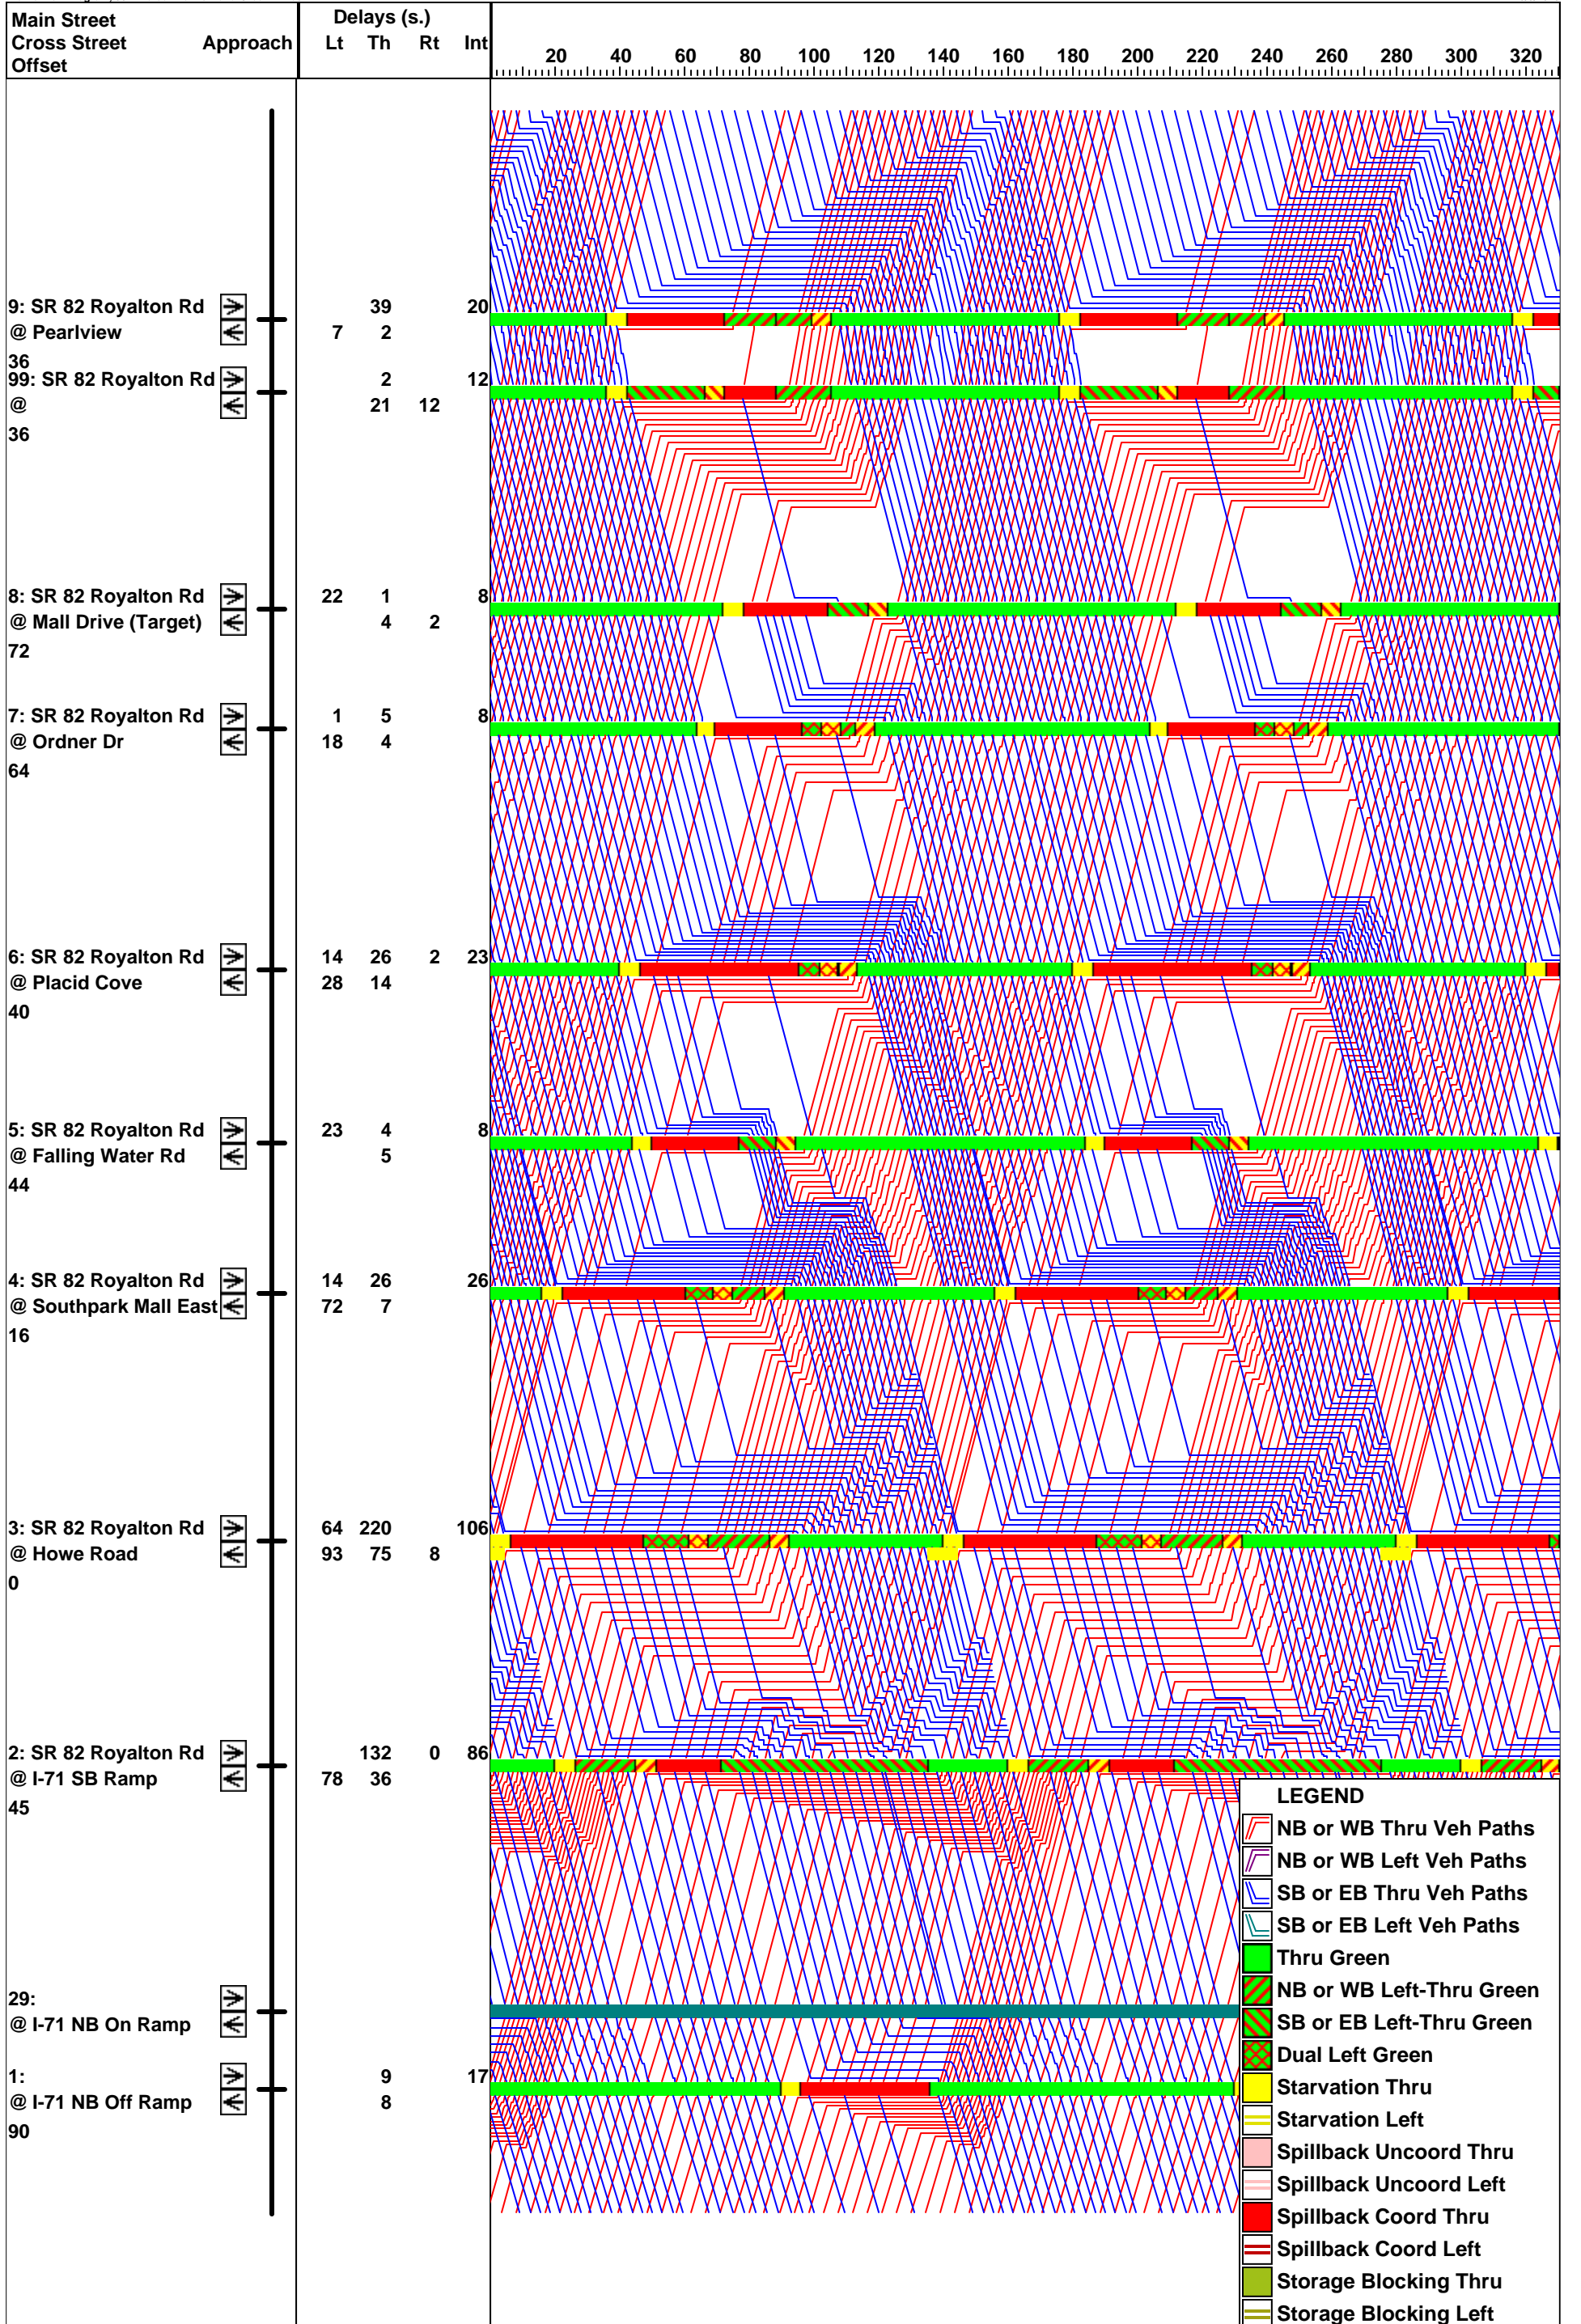 Main Street
Cross Street Approach
Offset
Delays (s.)
Lt Th Rt Int
20 40 60 80 100 120 140 160 180 200 220 240 260 280 300 320
9: SR 82 Royalton Rd 39 20
@ Pearlview 7 2
36
99: SR 82 Royalton Rd 2 12
@ 21 12
36
8: SR 82 Royalton Rd 22 1 8
@ Mall Drive (Target) 4 2
72
7: SR 82 Royalton Rd 1 5 8
@ Ordner Dr 18 4
64
6: SR 82 Royalton Rd 14 26 2 23
@ Placid Cove 28 14
40
5: SR 82 Royalton Rd 23 4 8
@ Falling Water Rd 5
44
4: SR 82 Royalton Rd 14 26 26
@ Southpark Mall East 72 7
16
3: SR 82 Royalton Rd 64 220 106
@ Howe Road 93 75 8
0
2: SR 82 Royalton Rd 132 0 86
@ I-71 SB Ramp 78 36
45
29:
@ I-71 NB On Ramp
1: 9 17
@ I-71 NB Off Ramp 8
90
LEGEND
NB or WB Thru Veh Paths
NB or WB Left Veh Paths
SB or EB Thru Veh Paths
SB or EB Left Veh Paths
Thru Green
NB or WB Left-Thru Green
SB or EB Left-Thru Green
Dual Left Green
Starvation Thru
Starvation Left
Spillback Uncoord Thru
Spillback Uncoord Left
Spillback Coord Thru
Spillback Coord Left
Storage Blocking Thru
Storage Blocking Left